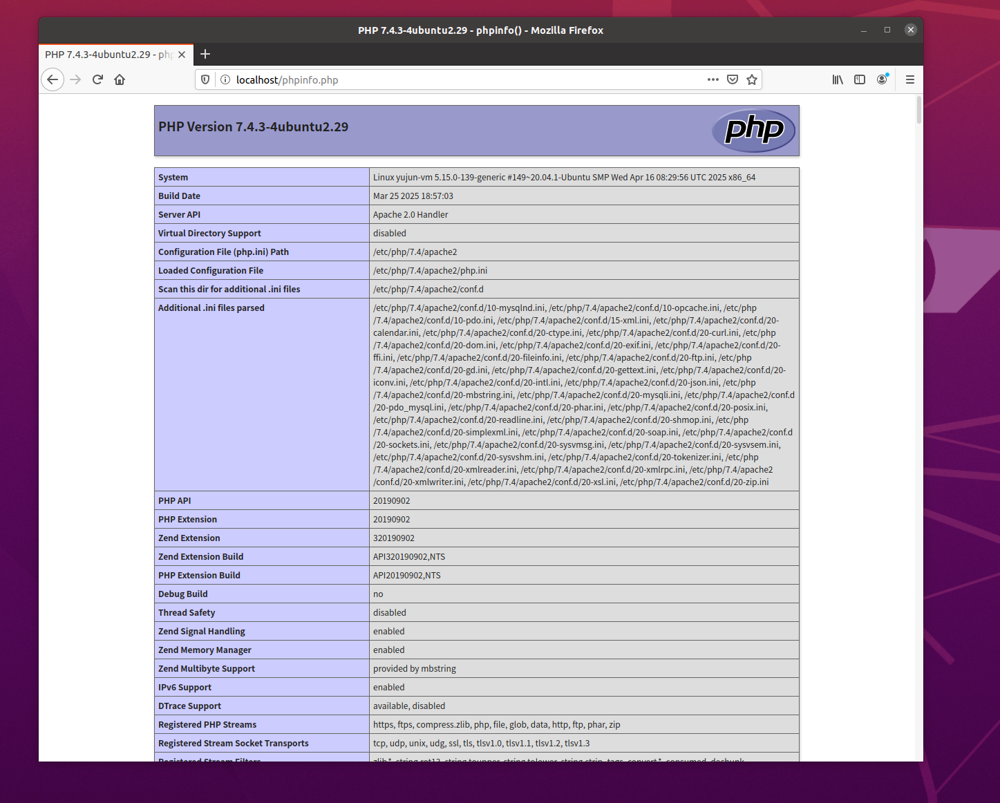 PHP 7.4.3-4ubuntu2.29 - phpinfo() - Mozilla Firefox
PHP 7.4.3-4ubuntu2.29 - php
localhost/phpinfo.php
PHP Version 7.4.3-4ubuntu2.29
php
System Linux yujun-vm 5.15.0-139-generic #149~20.04.1-Ubuntu SMP Wed Apr 16 08:29:56 UTC 2025 x86_64
Build Date Mar 25 2025 18:57:03
Server API Apache 2.0 Handler
Virtual Directory Support disabled
Configuration File (php.ini) Path /etc/php/7.4/apache2
Loaded Configuration File /etc/php/7.4/apache2/php.ini
Scan this dir for additional .ini files /etc/php/7.4/apache2/conf.d
Additional .ini files parsed /etc/php/7.4/apache2/conf.d/10-mysqlnd.ini, /etc/php/7.4/apache2/conf.d/10-opcache.ini, /etc/php
/7.4/apache2/conf.d/10-pdo.ini, /etc/php/7.4/apache2/conf.d/15-xml.ini, /etc/php/7.4/apache2/conf.d/20-
calendar.ini, /etc/php/7.4/apache2/conf.d/20-ctype.ini, /etc/php/7.4/apache2/conf.d/20-curl.ini, /etc/php
/7.4/apache2/conf.d/20-dom.ini, /etc/php/7.4/apache2/conf.d/20-exif.ini, /etc/php/7.4/apache2/conf.d/20-
ffi.ini, /etc/php/7.4/apache2/conf.d/20-fileinfo.ini, /etc/php/7.4/apache2/conf.d/20-ftp.ini, /etc/php
/7.4/apache2/conf.d/20-gd.ini, /etc/php/7.4/apache2/conf.d/20-gettext.ini, /etc/php/7.4/apache2/conf.d/20-
iconv.ini, /etc/php/7.4/apache2/conf.d/20-intl.ini, /etc/php/7.4/apache2/conf.d/20-json.ini, /etc/php
/7.4/apache2/conf.d/20-mbstring.ini, /etc/php/7.4/apache2/conf.d/20-mysqli.ini, /etc/php/7.4/apache2/conf.d
/20-pdo_mysql.ini, /etc/php/7.4/apache2/conf.d/20-phar.ini, /etc/php/7.4/apache2/conf.d/20-posix.ini,
/etc/php/7.4/apache2/conf.d/20-readline.ini, /etc/php/7.4/apache2/conf.d/20-shmop.ini, /etc/php
/7.4/apache2/conf.d/20-simplexml.ini, /etc/php/7.4/apache2/conf.d/20-soap.ini, /etc/php/7.4/apache2/conf.d
/20-sockets.ini, /etc/php/7.4/apache2/conf.d/20-sysvmsg.ini, /etc/php/7.4/apache2/conf.d/20-sysvsem.ini,
/etc/php/7.4/apache2/conf.d/20-sysvshm.ini, /etc/php/7.4/apache2/conf.d/20-tokenizer.ini, /etc/php
/7.4/apache2/conf.d/20-xmlreader.ini, /etc/php/7.4/apache2/conf.d/20-xmlrpc.ini, /etc/php/7.4/apache2
/conf.d/20-xmlwriter.ini, /etc/php/7.4/apache2/conf.d/20-xsl.ini, /etc/php/7.4/apache2/conf.d/20-zip.ini
PHP API 20190902
PHP Extension 20190902
Zend Extension 320190902
Zend Extension Build API320190902,NTS
PHP Extension Build API20190902,NTS
Debug Build no
Thread Safety disabled
Zend Signal Handling enabled
Zend Memory Manager enabled
Zend Multibyte Support provided by mbstring
IPv6 Support enabled
DTrace Support available, disabled
Registered PHP Streams https, ftps, compress.zlib, php, file, glob, data, http, ftp, phar, zip
Registered Stream Socket Transports tcp, udp, unix, udg, ssl, tls, tlsv1.0, tlsv1.1, tlsv1.2, tlsv1.3
Registered Stream Filters zlib.*, string.rot13, string.toupper, string.tolower, string.strip_tags, convert.*, consumed, dechunk,